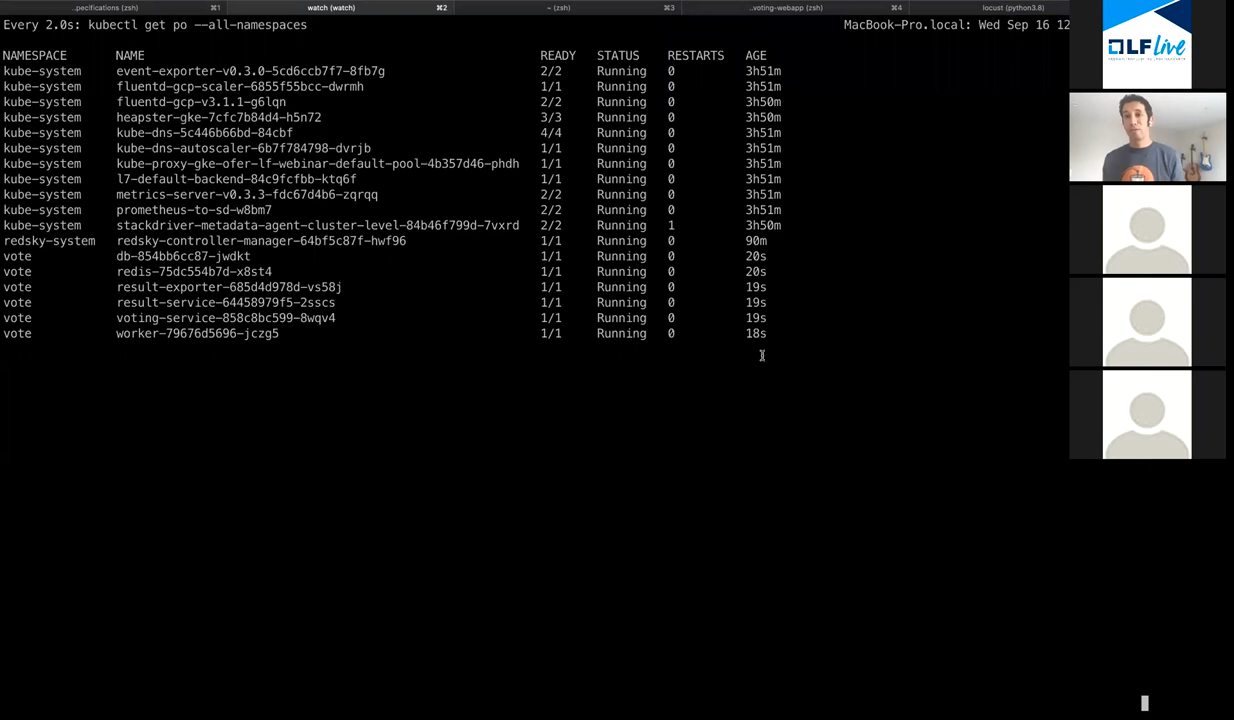 ..pecifications (zsh) ⌘1 watch (watch) ⌘2 ~ (zsh) ⌘3 ..voting-webapp (zsh) ⌘4 locust (python3.8)
Every 2.0s: kubectl get po --all-namespaces MacBook-Pro.local: Wed Sep 16 12
NAMESPACE NAME READY STATUS RESTARTS AGE
kube-system event-exporter-v0.3.0-5cd6ccb7f7-8fb7g 2/2 Running 0 3h51m
kube-system fluentd-gcp-scaler-6855f55bcc-dwrmh 1/1 Running 0 3h51m
kube-system fluentd-gcp-v3.1.1-g6lqn 2/2 Running 0 3h50m
kube-system heapster-gke-7cfc7b84d4-h5n72 3/3 Running 0 3h50m
kube-system kube-dns-5c446b66bd-84cbf 4/4 Running 0 3h51m
kube-system kube-dns-autoscaler-6b7f784798-dvrjb 1/1 Running 0 3h51m
kube-system kube-proxy-gke-ofer-lf-webinar-default-pool-4b357d46-phdh 1/1 Running 0 3h51m
kube-system l7-default-backend-84c9fcfbb-ktq6f 1/1 Running 0 3h51m
kube-system metrics-server-v0.3.3-fdc67d4b6-zqrqq 2/2 Running 0 3h51m
kube-system prometheus-to-sd-w8bm7 2/2 Running 0 3h51m
kube-system stackdriver-metadata-agent-cluster-level-84b46f799d-7vxrd 2/2 Running 1 3h50m
redsky-system redsky-controller-manager-64bf5c87f-hwf96 1/1 Running 0 90m
vote db-854bb6cc87-jwdkt 1/1 Running 0 20s
vote redis-75dc554b7d-x8st4 1/1 Running 0 20s
vote result-exporter-685d4d978d-vs58j 1/1 Running 0 19s
vote result-service-64458979f5-2sscs 1/1 Running 0 19s
vote voting-service-858c8bc599-8wqv4 1/1 Running 0 19s
vote worker-79676d5696-jczg5 1/1 Running 0 18s
LF live